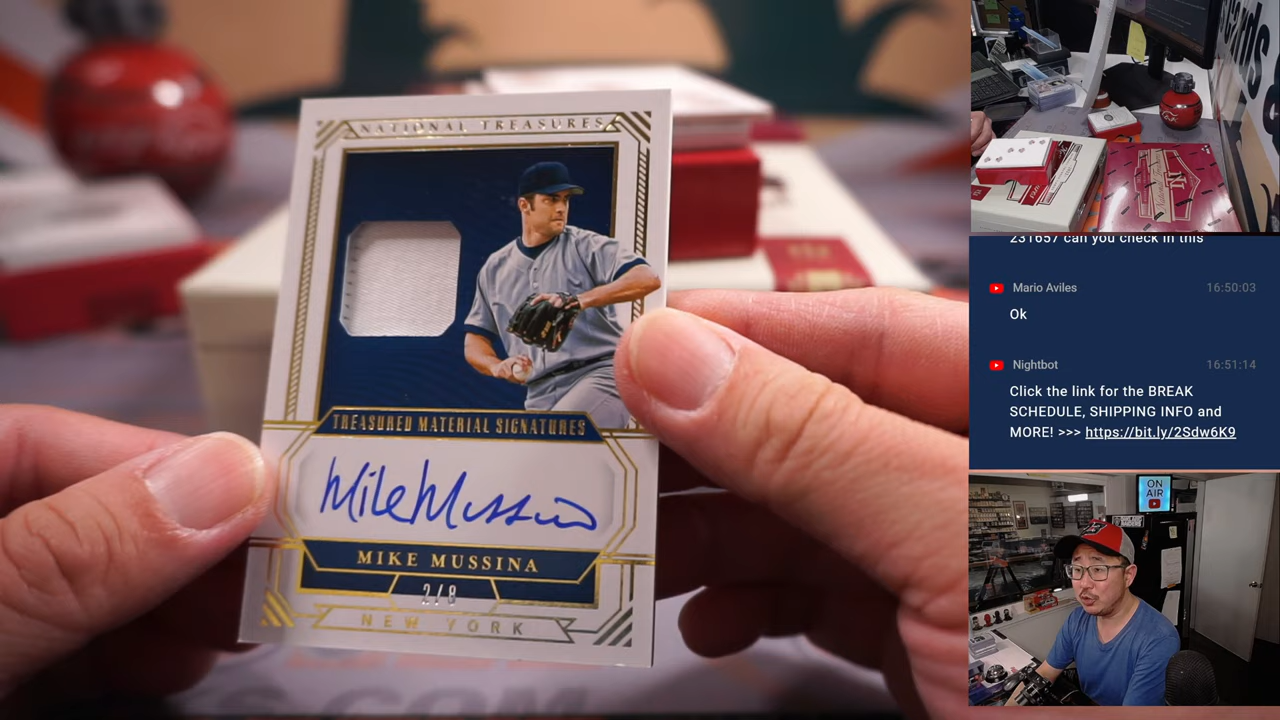 NATIONAL TREASURES
TREASURED MATERIAL SIGNATURES
Mike Mussina
MIKE MUSSINA
2/8
NEW YORK
231657 can you check in this
Mario Aviles
16:50:03
Ok
Nightbot
16:51:14
Click the link for the BREAK
SCHEDULE, SHIPPING INFO and
MORE! >>> https://bit.ly/2Sdw6K9
ON
AIR